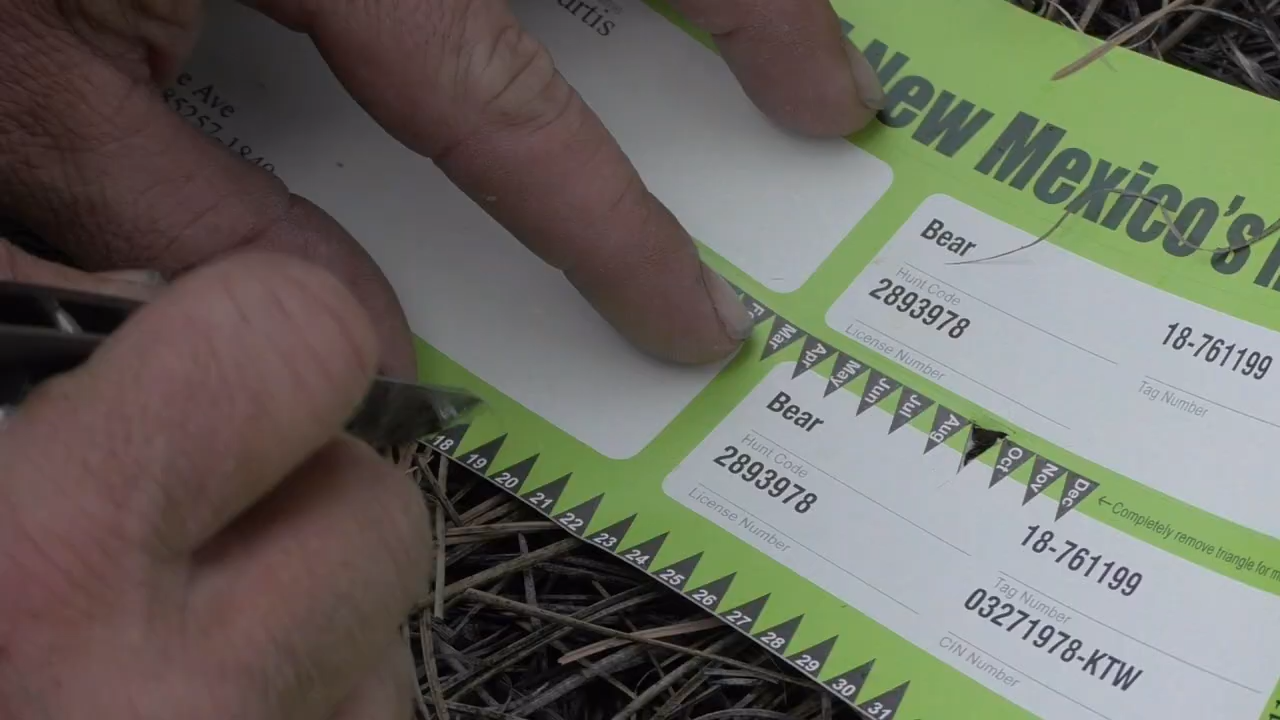 urtis
e Ave
85257-1840
New Mexico's
Bear
Hunt Code
2893978
License Number
18-761199
Tag Number
Mar Apr May Jun Jul Aug Oct Nov Dec
←Completely remove triangle for m
Bear
Hunt Code
2893978
License Number
18-761199
Tag Number
03271978-KTW
CIN Number
18 19 20 21 22 23 24 25 26 27 28 29 30 31